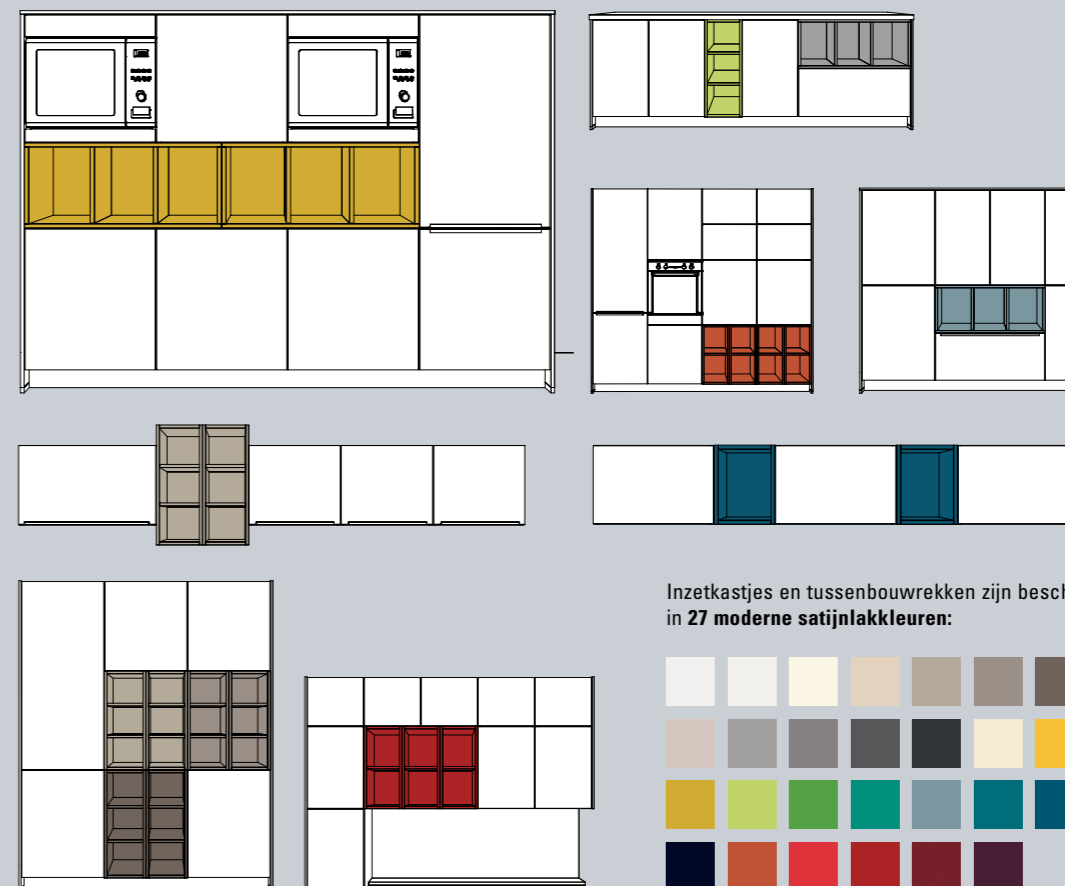 Inzetkastjes en tussenbouwrekken zijn besch
in 27 moderne satijnlakkleuren: